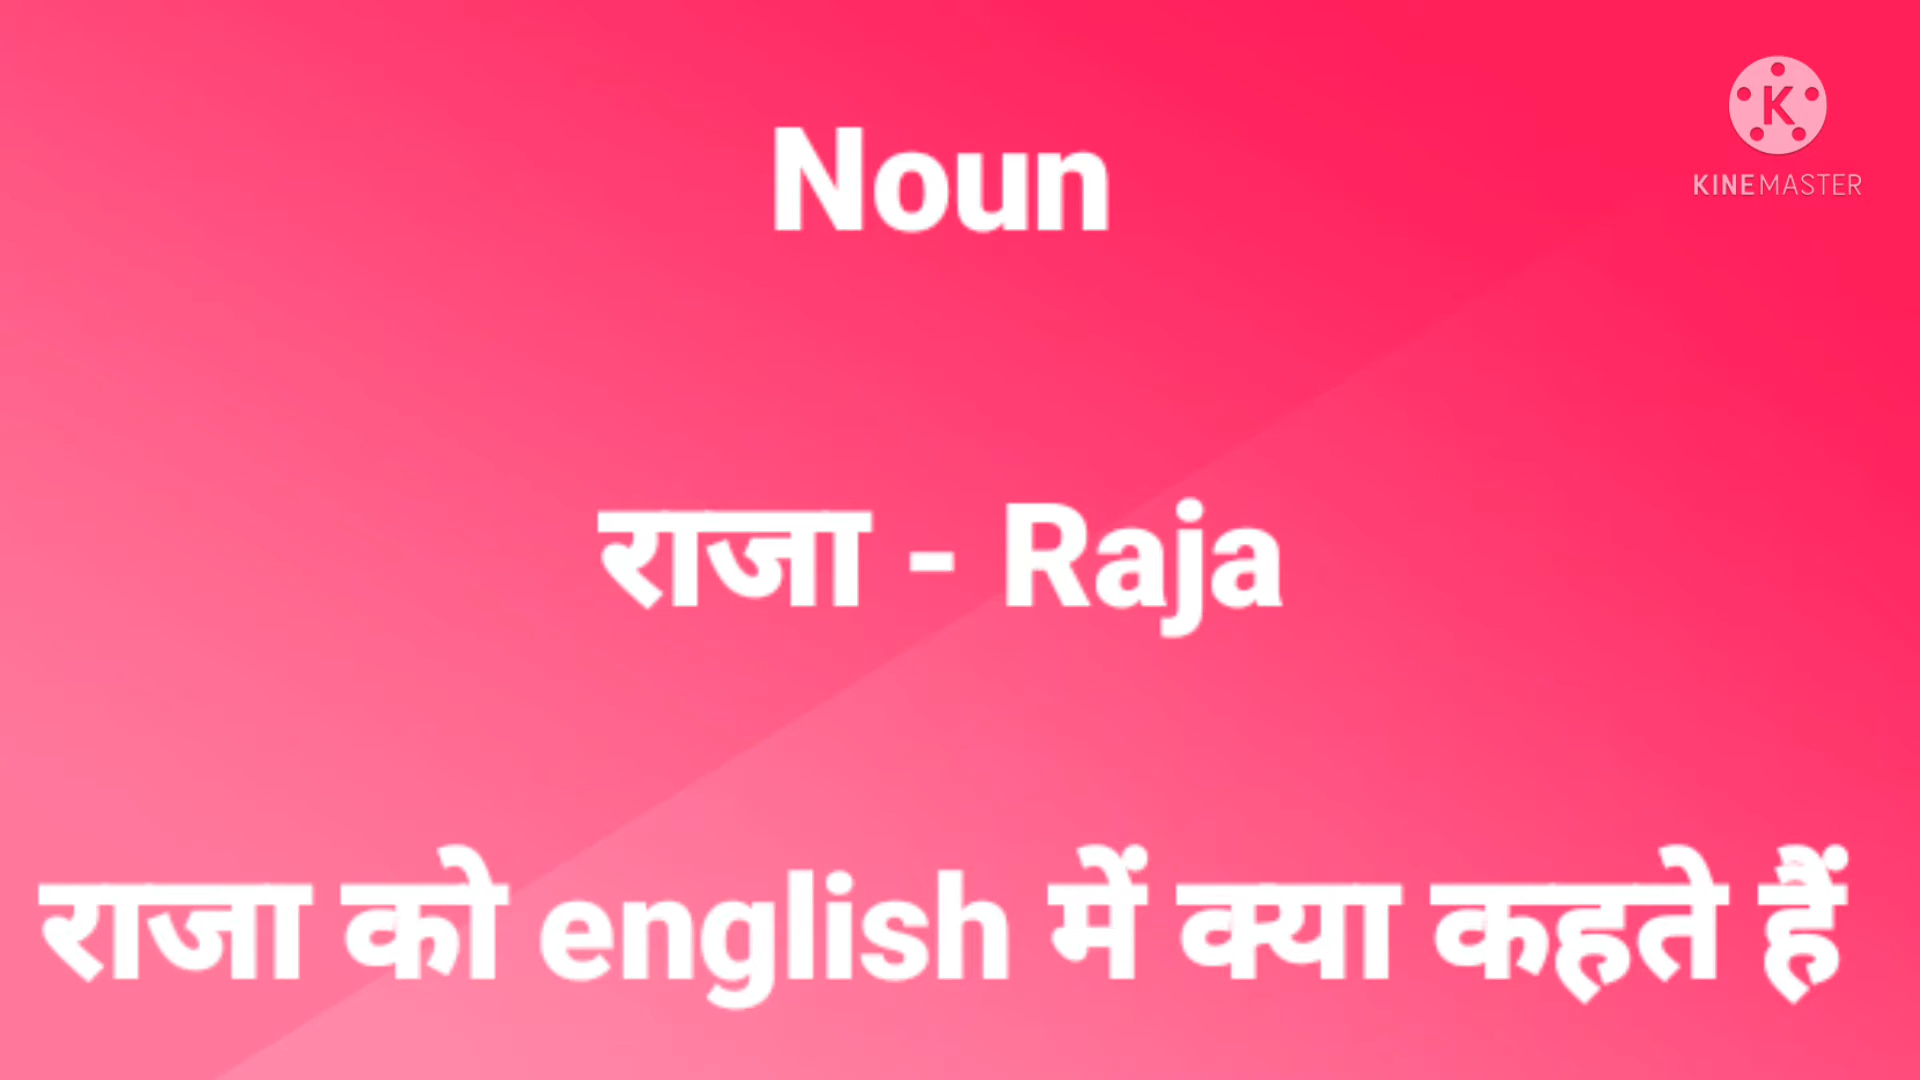 Noun
K
KINEMASTER
राजा - Raja
राजा को english में क्या कहते हैं